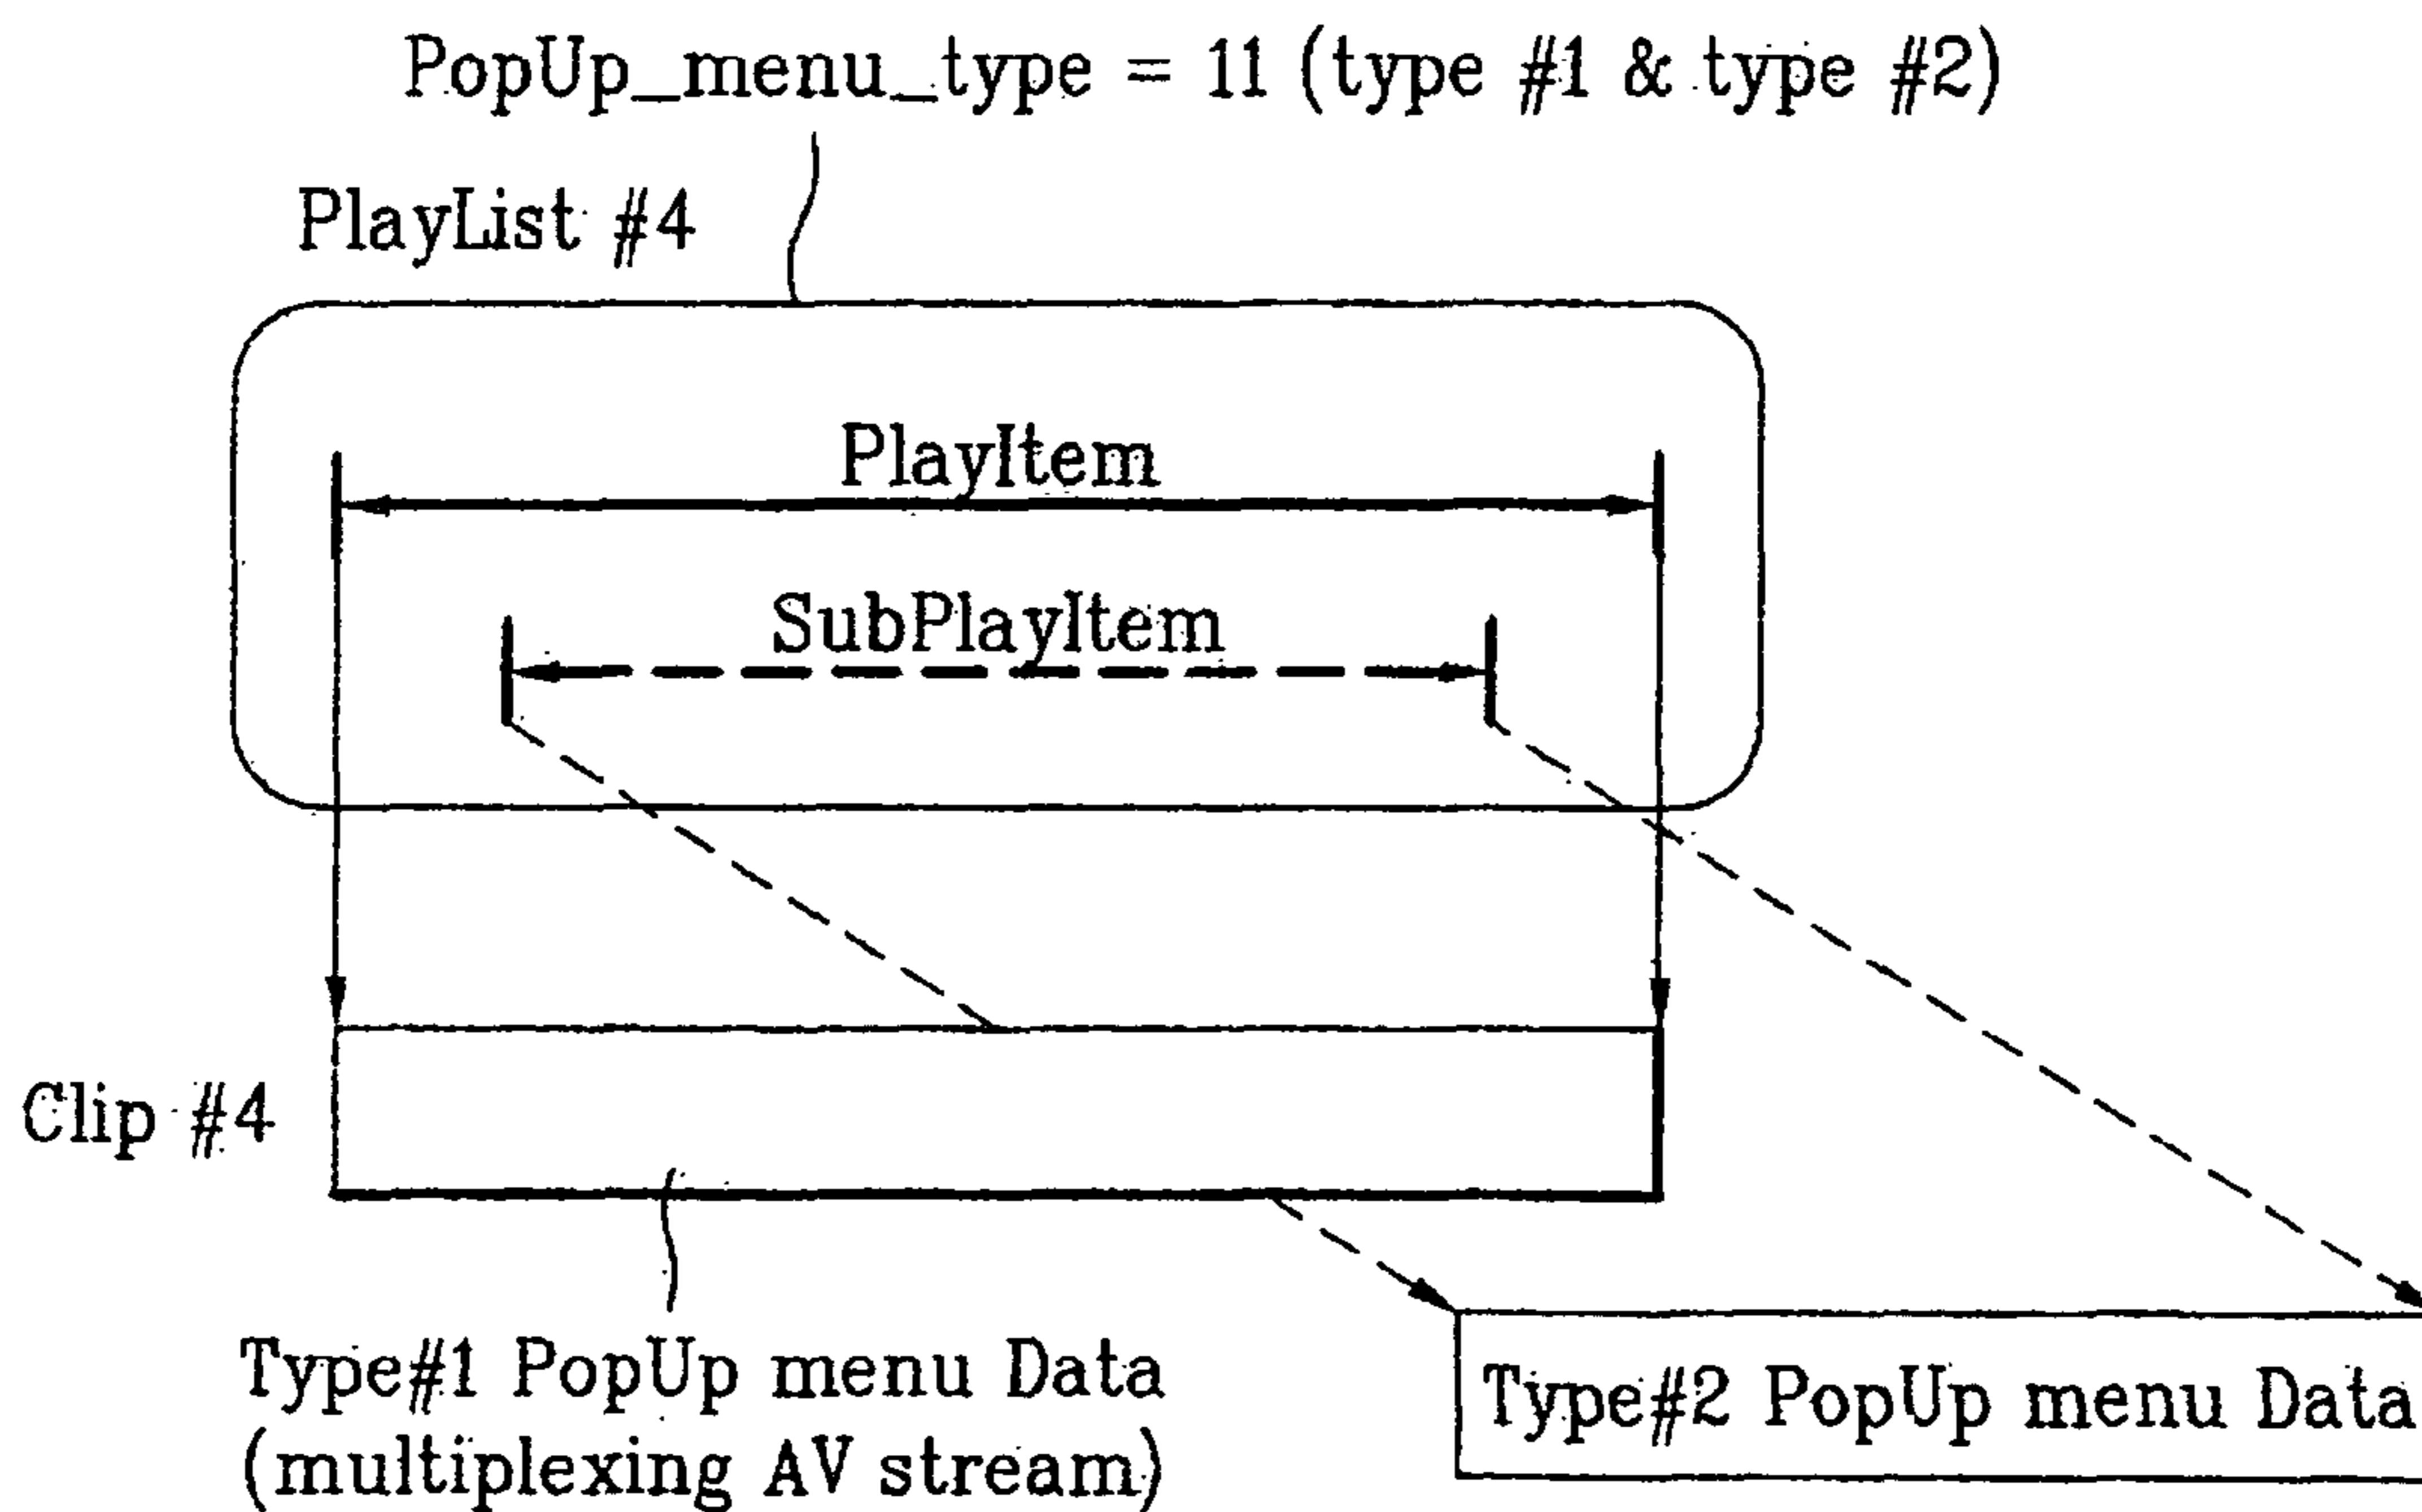 PopUp_menu_type = 11 (type #1 & type #2)
PlayList #4
PlayItem
SubPlayItem
Clip #4
Type#1 PopUp menu Data
(multiplexing AV stream)
Type#2 PopUp menu Data